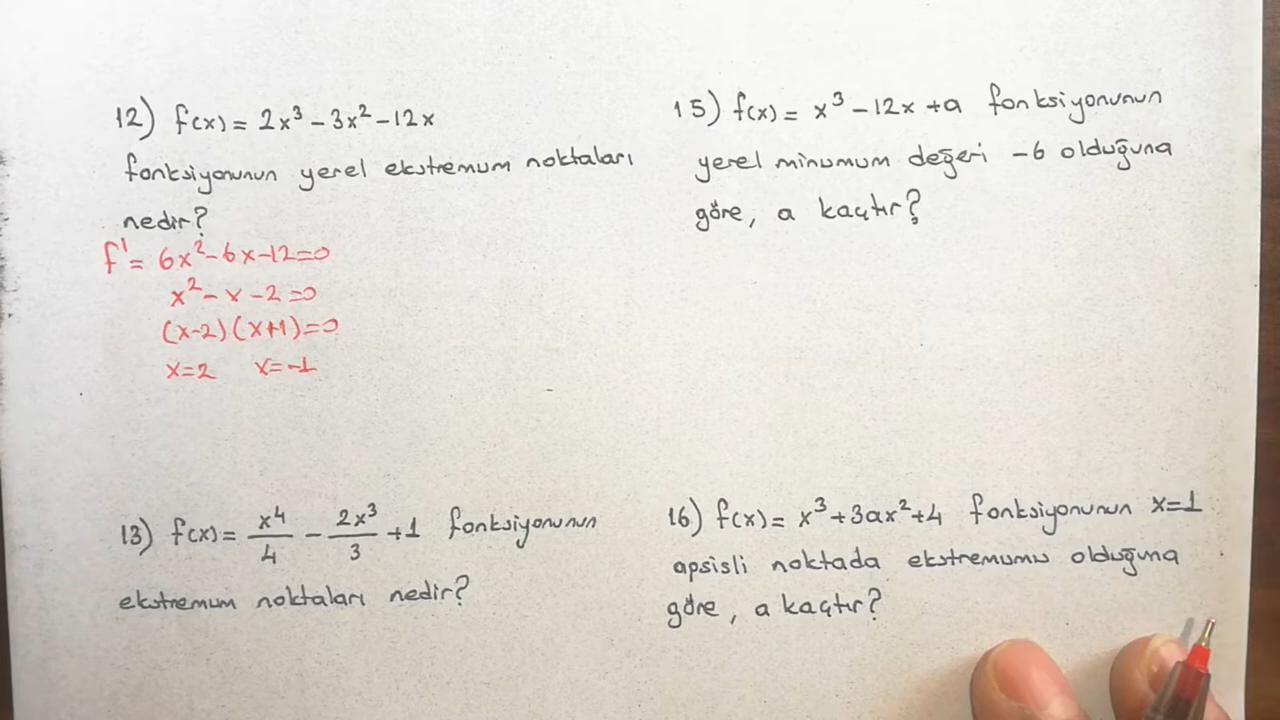 12) f(x) = 2x³ - 3x² - 12x
fonksiyonunun yerel ekstremum noktaları
nedir?
f' = 6x² - 6x - 12 = 0
x² - x - 2 = 0
(x-2) (x+1) = 0
x = 2 x = -1
13) f(x) = x⁴/4 - 2x³/3 + 1 fonksiyonunun
ekstremum noktaları nedir?
15) f(x) = x³ - 12x + a fonksiyonunun
yerel minumum değeri -6 olduğuna
göre, a kaçtır?
16) f(x) = x³ + 3ax² + 4 fonksiyonunun x=1
apsisli noktada ekstremumu olduğuna
göre, a kaçtır?